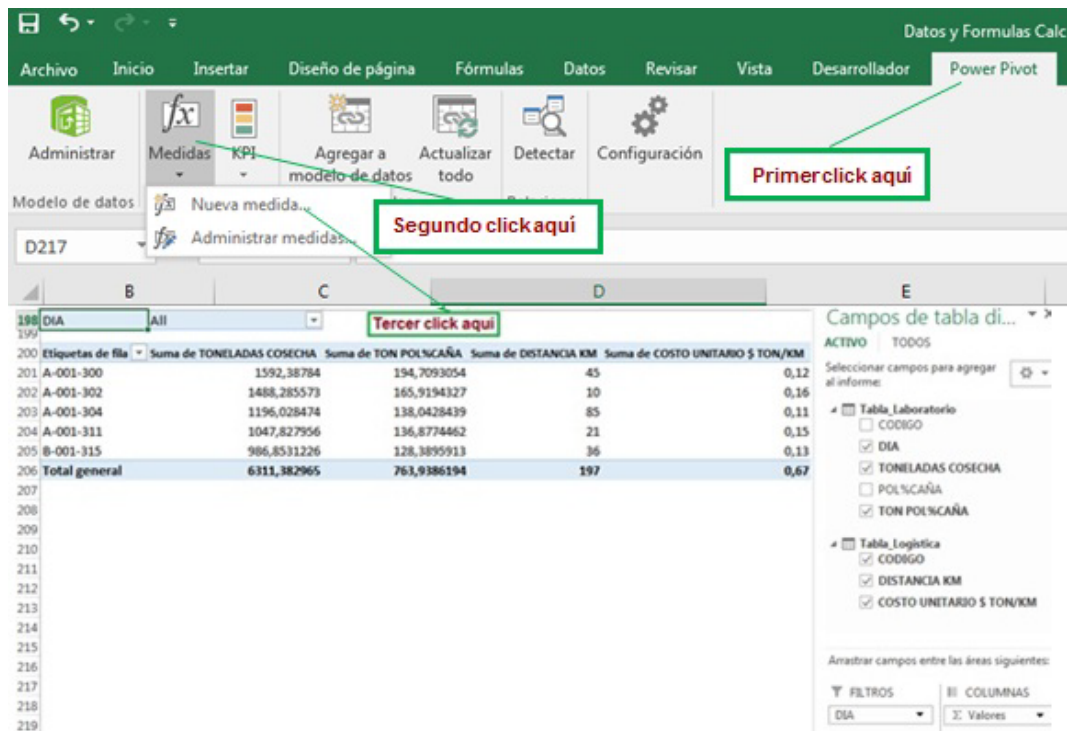 Datos y Formulas Calc
Archivo Inicio Insertar Diseño de página Fórmulas Datos Revisar Vista Desarrollador Power Pivot
fx
Administrar Medidas KPI Agregar a modelo de datos Actualizar todo Detectar Configuración
Primer click aquí
Modelo de datos
Nueva medida...
Segundo click aquí
Administrar medidas...
D217
B C D E
198 DIA All
Tercer click aquí
Campos de tabla di...
199
ACTIVO TODOS
200 Etiquetas de fila Suma de TONELADAS COSECHA Suma de TON POL%CAÑA Suma de DISTANCIA KM Suma de COSTO UNITARIO $ TON/KM
Seleccionar campos para agregar al informe:
201 A-001-300 1592,38784 194,7093054 45 0,12
202 A-001-302 1488,285573 165,9194327 10 0,16
203 A-001-304 1196,028474 138,0428439 85 0,11
204 A-001-311 1047,827956 136,8774462 21 0,15
205 B-001-315 986,8531226 128,3895913 36 0,13
206 Total general 6311,382965 763,9386194 197 0,67
207
208
209
210
211
212
213
214
215
216
217
218
219
Tabla_Laboratorio
CODIGO
DIA
TONELADAS COSECHA
POL%CAÑA
TON POL%CAÑA
Tabla_Logistica
CODIGO
DISTANCIA KM
COSTO UNITARIO $ TON/KM
Arrastrar campos entre las áreas siguientes:
FILTROS COLUMNAS
DIA Σ Valores